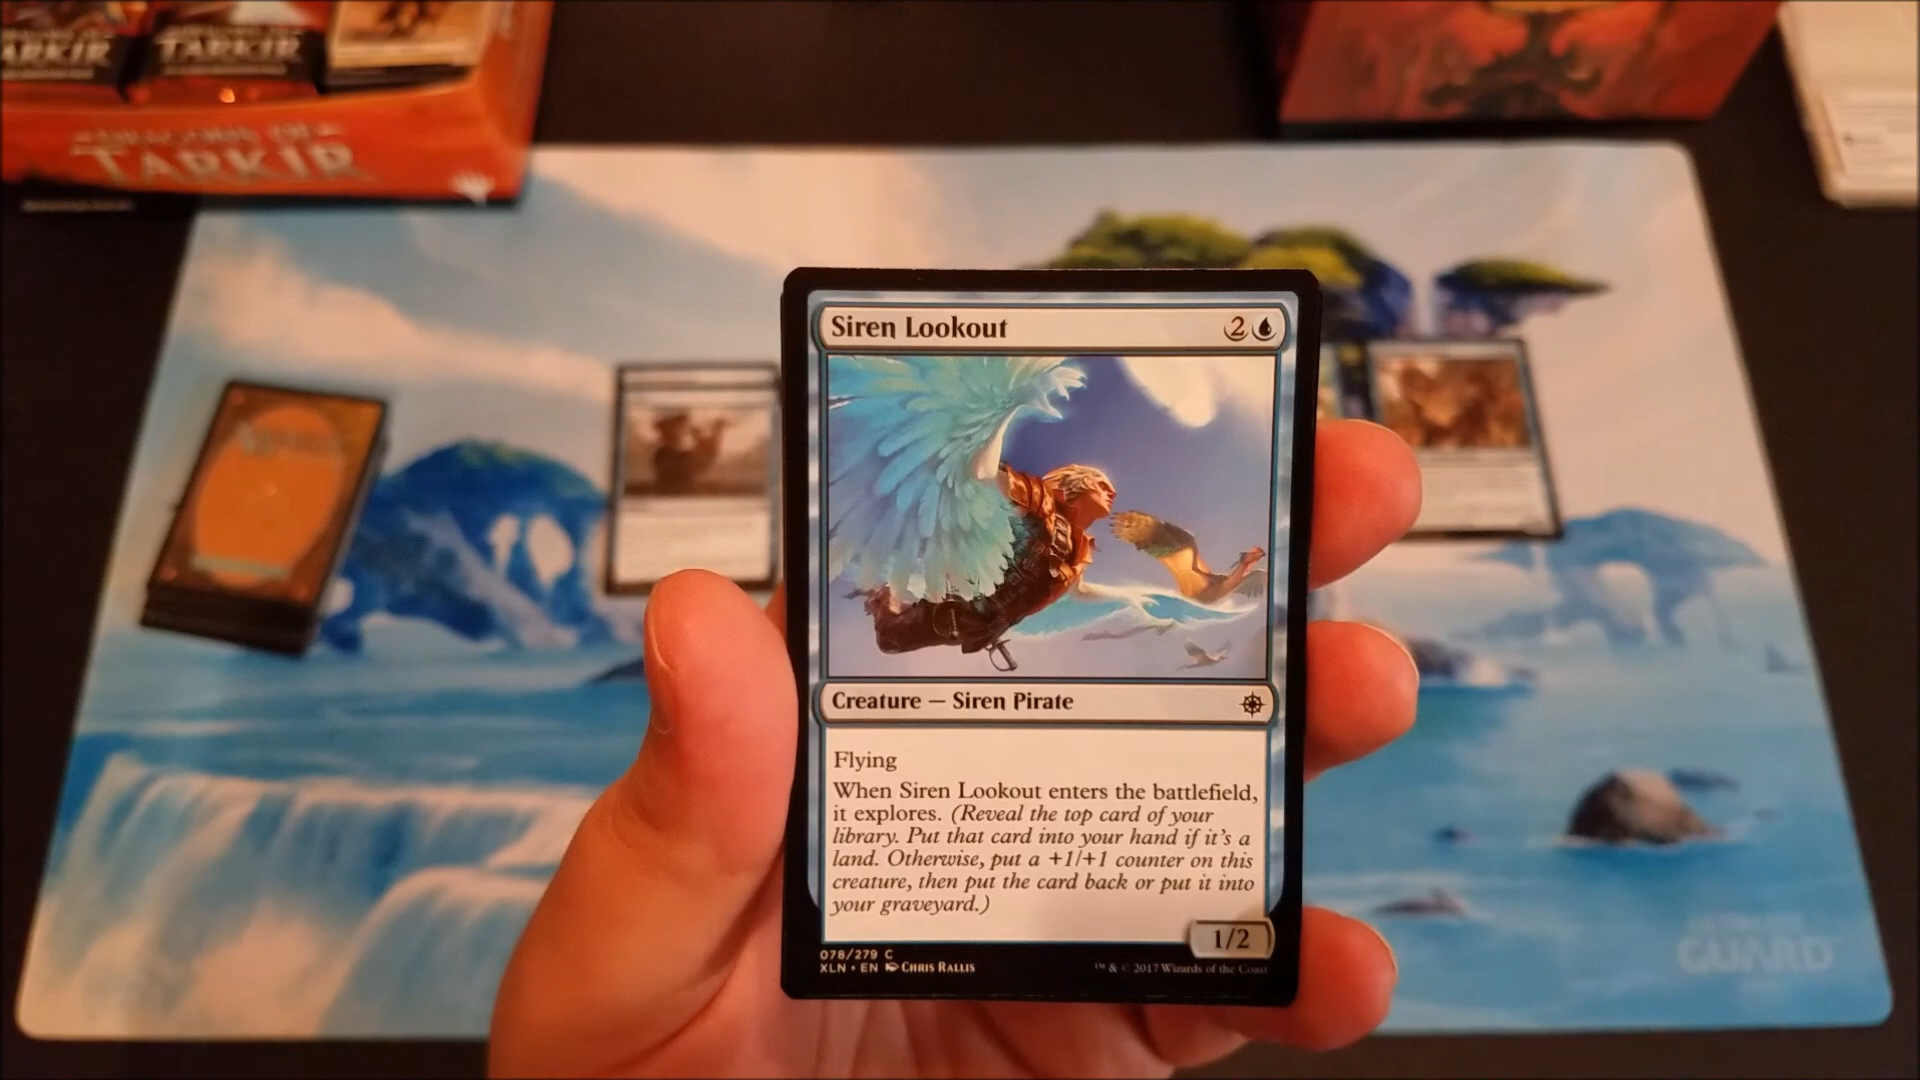 TARKIR
TARKIR
DRAGONS OF
TARKIR
Siren Lookout
2
Creature — Siren Pirate
Flying
When Siren Lookout enters the battlefield,
it explores. (Reveal the top card of your
library. Put that card into your hand if it's a
land. Otherwise, put a +1/+1 counter on this
creature, then put the card back or put it into
your graveyard.)
1/2
078/279 C
XLN • EN Chris Rallis
™ & © 2017 Wizards of the Coast
GUARD